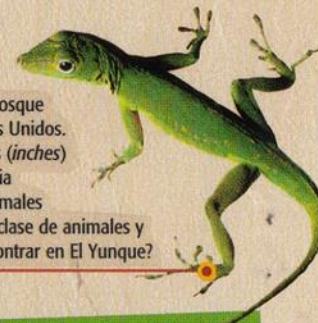 osque
s Unidos.
s (inches)
ia
males
clase de animales y
ontrar en El Yunque?